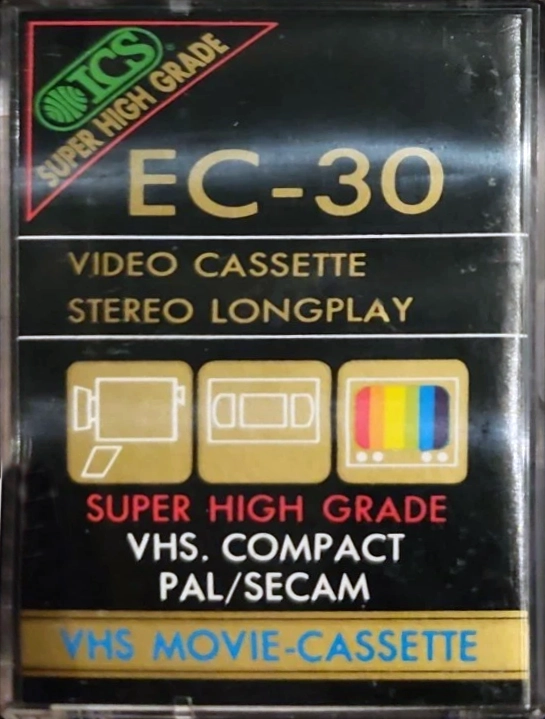 ICS
SUPER HIGH GRADE
EC-30
VIDEO CASSETTE
STEREO LONGPLAY
SUPER HIGH GRADE
VHS. COMPACT
PAL/SECAM
VHS MOVIE-CASSETTE